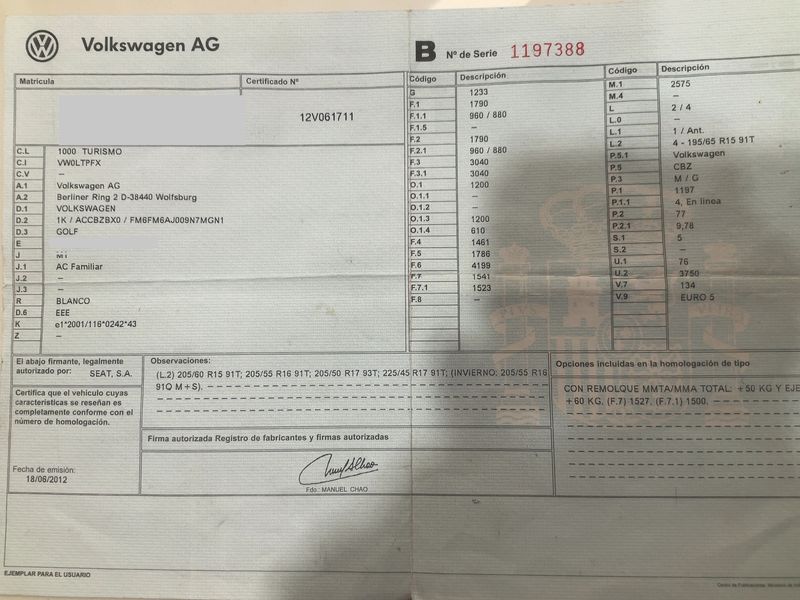 Volkswagen AG
B Nº de Serie 1197388
Matrícula
Certificado Nº
12V061711
C.L 1000 TURISMO
C.I VW0LTPFX
C.V –
A.1 Volkswagen AG
A.2 Berliner Ring 2 D-38440 Wolfsburg
D.1 VOLKSWAGEN
D.2 1K / ACCBZBX0 / FM6FM6AJ009N7MGN1
D.3 GOLF
E
J M1
J.1 AC Familiar
J.2 –
J.3 –
R BLANCO
D.6 EEE
K e1*2001/116*0242*43
Z –
Código Descripción
G 1233
F.1 1790
F.1.1 960 / 880
F.1.5 –
F.2 1790
F.2.1 960 / 880
F.3 3040
F.3.1 3040
O.1 1200
O.1.1 –
O.1.2 –
O.1.3 1200
O.1.4 610
F.4 1461
F.5 1786
F.6 4199
F.7 1541
F.7.1 1523
F.8 –
Código Descripción
M.1 2575
M.4 –
L 2 / 4
L.0 –
L.1 1 / Ant.
L.2 4 - 195/65 R15 91T
P.5.1 Volkswagen
P.5 CBZ
P.3 M / G
P.1 1197
P.1.1 4, En línea
P.2 77
P.2.1 9,78
S.1 5
S.2 –
U.1 76
U.2 3750
V.7 134
V.9 EURO 5
El abajo firmante, legalmente
autorizado por: SEAT, S.A.
Certifica que el vehículo cuyas
características se reseñan es
completamente conforme con el
número de homologación.
Fecha de emisión:
18/06/2012
Observaciones:
(L.2) 205/60 R15 91T; 205/55 R16 91T; 205/50 R17 93T; 225/45 R17 91T; (INVIERNO: 205/55 R16
91Q M+S).
Firma autorizada Registro de fabricantes y firmas autorizadas
Fdo.: MANUEL CHAO
Opciones incluidas en la homologación de tipo
CON REMOLQUE MMTA/MMA TOTAL: +50 KG Y EJE
+60 KG, (F.7) 1527, (F.7.1) 1500.
EJEMPLAR PARA EL USUARIO